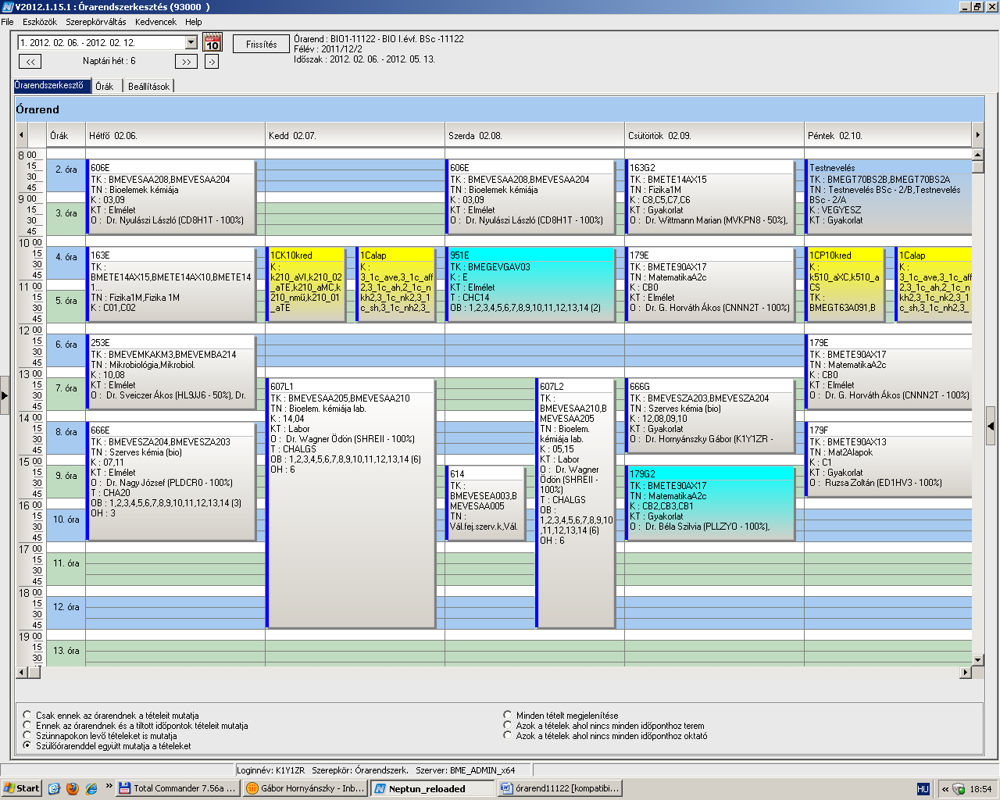 V2012.1.15.1 : Órarendszerkesztés (93000  )
File Eszközök Szerepkörváltás Kedvencek Help
1. 2012. 02. 06. - 2012. 02. 12.
10
Frissítés
Órarend : BIO1-11122 - BIO I.évf. BSc -11122
Félév : 2011/12/2
Időszak : 2012. 02. 06. - 2012. 05. 13.
<< Naptári hét : 6 >> ->
Órarendszerkesztő Órák Beállítások
Órarend
Órák Hétfő 02.06. Kedd 02.07. Szerda 02.08. Csütörtök 02.09. Péntek 02.10.
8 00
15
30
45
9 00
15
30
45
10 00
15
30
45
11 00
15
30
45
12 00
15
30
45
13 00
15
30
45
14 00
15
30
45
15 00
15
30
45
16 00
15
30
45
17 00
15
30
45
18 00
15
30
45
19 00
15
30
2. óra
3. óra
4. óra
5. óra
6. óra
7. óra
8. óra
9. óra
10. óra
11. óra
12. óra
13. óra
606E
TK : BMEVESAA208,BMEVESAA204
TN : Bioelemek kémiája
K : 03,09
KT : Elmélet
O : Dr. Nyulászi László (CD8H1T - 100%)
163E
TK :
BMETE14AX15,BMETE14AX10,BMETE14
1...
TN : Fizika1M,Fizika 1M
K : C01,C02
253E
TK : BMEVEMKAKM3,BMEVEMBA214
TN : Mikrobiológia,Mikrobiol.
K : 10,08
KT : Elmélet
O : Dr. Sveiczer Ákos (HL9JJ6 - 50%), Dr.
666E
TK : BMEVESZA204,BMEVESZA203
TN : Szerves kémia (bio)
K : 07,11
KT : Elmélet
O : Dr. Nagy József (PLDCR0 - 100%)
T : CHA20
OB : 1,2,3,4,5,6,7,8,9,10,11,12,13,14 (3)
OH : 3
1CK10kred
K :
k210_aVI,k210_02
_aTE,k210_aMC,k
210_nmü,k210_01
_aTE
1Calap
K :
3_1c_ave,3_1c_aff
2,3_1c_ah,2_1c_n
kh2,3_1c_nk2,3_1
c_sh,3_1c_nh2,3_
607L1
TK : BMEVESAA205,BMEVESAA210
TN : Bioelem. kémiája lab.
K : 14,04
KT : Labor
O : Dr. Wagner Ödön (SHREII - 100%)
T : CHALGS
OB : 1,2,3,4,5,6,7,8,9,10,11,12,13,14 (6)
OH : 6
606E
TK : BMEVESAA208,BMEVESAA204
TN : Bioelemek kémiája
K : 03,09
KT : Elmélet
O : Dr. Nyulászi László (CD8H1T - 100%)
951E
TK : BMEGEVGAV03
K : E
KT : Elmélet
T : CHC14
OB : 1,2,3,4,5,6,7,8,9,10,11,12,13,14 (2)
614
TK :
BMEVESEA003,B
MEVESAA005
TN :
Vál.fej.szerv.k,Vál.
607L2
TK :
BMEVESAA210,B
MEVESAA205
TN : Bioelem.
kémiája lab.
K : 05,15
KT : Labor
O : Dr. Wagner
Ödön (SHREII -
100%)
T : CHALGS
OB :
1,2,3,4,5,6,7,8,9,10
,11,12,13,14 (6)
OH : 6
163G2
TK : BMETE14AX15
TN : Fizika1M
K : C8,C5,C7,C6
KT : Gyakorlat
O : Dr. Wittmann Marian (MVKPN8 - 50%),
179E
TK : BMETE90AX17
TN : MatematikaA2c
K : CB0
KT : Elmélet
O : Dr. G. Horváth Ákos (CNNN2T - 100%)
666G
TK : BMEVESZA203,BMEVESZA204
TN : Szerves kémia (bio)
K : 12,08,09,10
KT : Gyakorlat
O : Dr. Hornyánszky Gábor (K1Y1ZR -
179G2
TK : BMETE90AX17
TN : MatematikaA2c
K : CB2,CB3,CB1
KT : Gyakorlat
O : Dr. Béla Szilvia (PLLZYO - 100%),
Testnevelés
TK : BMEGT70BS2B,BMEGT70BS2A
TN : Testnevelés BSc - 2/B,Testnevelés
BSc - 2/A
K : VEGYESZ
KT : Gyakorlat
1CP10kred
K :
k510_aXC,k510_a
CS
TK :
BMEGT63A091,B
1Calap
K :
3_1c_ave,3_1c_aff
2,3_1c_ah,2_1c_n
kh2,3_1c_nk2,3_1
c_sh,3_1c_nh2,3_
179E
TK : BMETE90AX17
TN : MatematikaA2c
K : CB0
KT : Elmélet
O : Dr. G. Horváth Ákos (CNNN2T - 100%)
179F
TK : BMETE90AX13
TN : Mat2Alapok
K : C1
KT : Gyakorlat
O : Ruzsa Zoltán (ED1HV3 - 100%)
Csak ennek az órarendnek a tételeit mutatja
Ennek az órarendnek és a tiltott időpontok tételeit mutatja
Szünnapokon levő tételeket is mutatja
Szülőórarenddel együtt mutatja a tételeket
Minden tételt megjelenítése
Azok a tételek ahol nincs minden időponthoz terem
Azok a tételek ahol nincs minden időponthoz oktató
Loginnév: K1Y1ZR Szerepkör: Órarendszerk. Szerver: BME_ADMIN_x64
Start » Total Commander 7.56a ... Gábor Hornyánszky - Inb... Neptun_reloaded órarend11122 [kompatibi... HU « 18:54